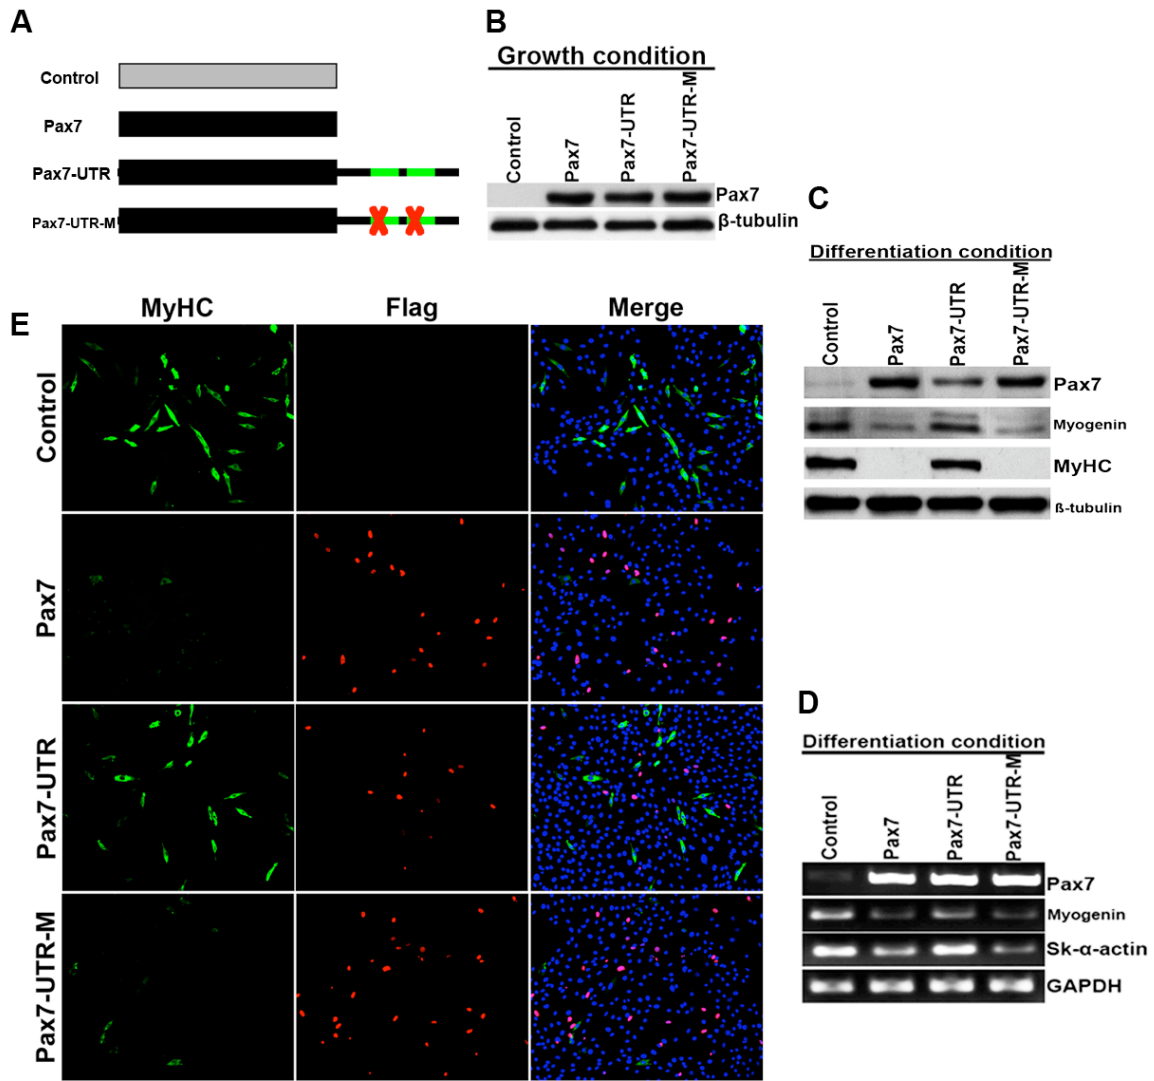 A
Control
Pax7
Pax7-UTR
Pax7-UTR-M
B
Growth condition
Control
Pax7
Pax7-UTR
Pax7-UTR-M
Pax7
ß-tubulin
C
Differentiation condition
Control
Pax7
Pax7-UTR
Pax7-UTR-M
Pax7
Myogenin
MyHC
ß-tubulin
D
Differentiation condition
Control
Pax7
Pax7-UTR
Pax7-UTR-M
Pax7
Myogenin
Sk-α-actin
GAPDH
E
MyHC
Flag
Merge
Control
Pax7
Pax7-UTR
Pax7-UTR-M